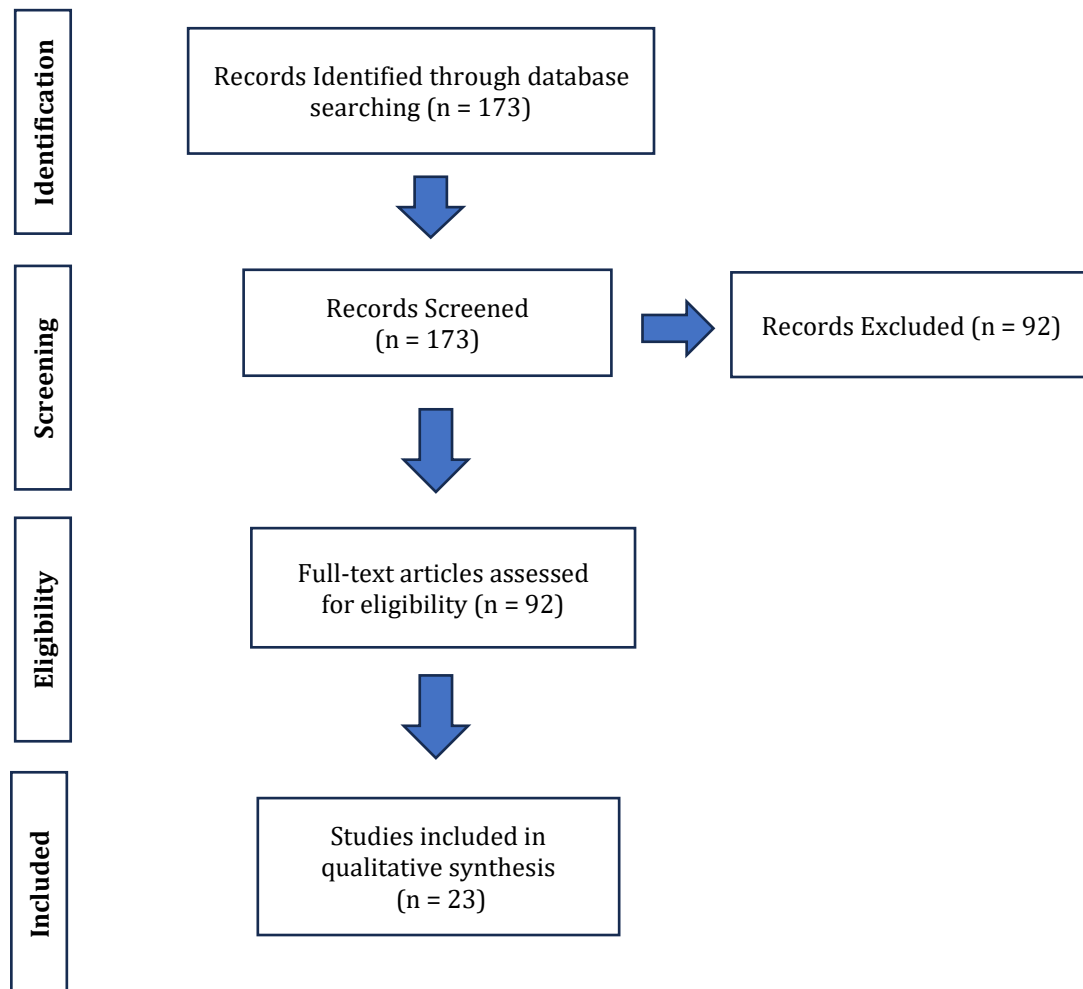 Identification
Records Identified through database
searching (n = 173)
Screening
Records Screened
(n = 173)
Records Excluded (n = 92)
Eligibility
Full-text articles assessed
for eligibility (n = 92)
Included
Studies included in
qualitative synthesis
(n = 23)